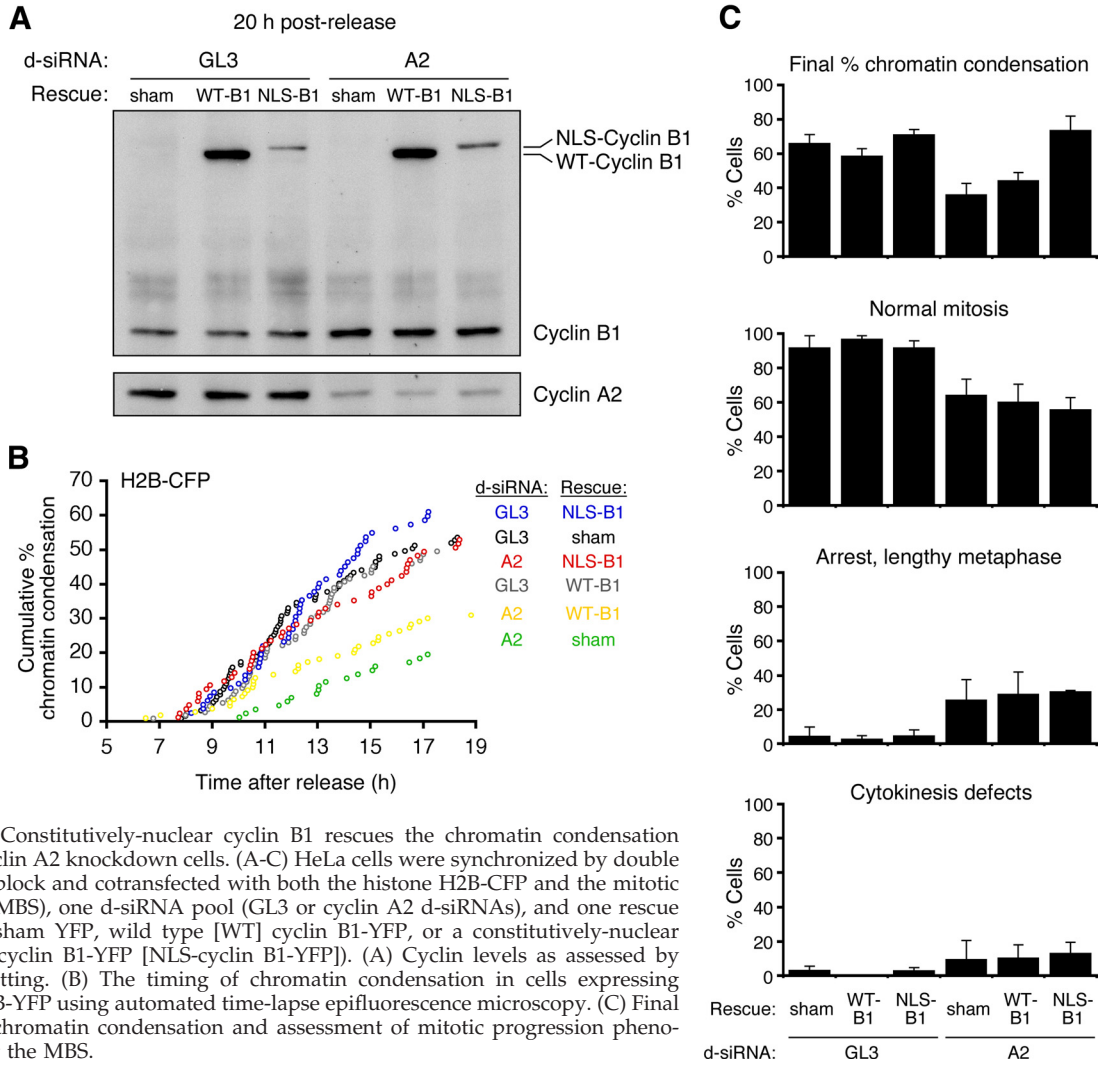 A
20 h post-release
d-siRNA: GL3 A2
Rescue: sham WT-B1 NLS-B1 sham WT-B1 NLS-B1
NLS-Cyclin B1
WT-Cyclin B1
Cyclin B1
Cyclin A2
B
H2B-CFP
Cumulative %
chromatin condensation
70
60
50
40
30
20
10
0
5 7 9 11 13 15 17 19
Time after release (h)
d-siRNA: Rescue:
GL3 NLS-B1
GL3 sham
A2 NLS-B1
GL3 WT-B1
A2 WT-B1
A2 sham
Constitutively-nuclear cyclin B1 rescues the chromatin condensation
clin A2 knockdown cells. (A-C) HeLa cells were synchronized by double
block and cotransfected with both the histone H2B-CFP and the mitotic
MBS), one d-siRNA pool (GL3 or cyclin A2 d-siRNAs), and one rescue
sham YFP, wild type [WT] cyclin B1-YFP, or a constitutively-nuclear
cyclin B1-YFP [NLS-cyclin B1-YFP]). (A) Cyclin levels as assessed by
tting. (B) The timing of chromatin condensation in cells expressing
B-YFP using automated time-lapse epifluorescence microscopy. (C) Final
chromatin condensation and assessment of mitotic progression pheno-
the MBS.
C
Final % chromatin condensation
% Cells
100
80
60
40
20
0
Normal mitosis
% Cells
100
80
60
40
20
0
Arrest, lengthy metaphase
% Cells
100
80
60
40
20
0
Cytokinesis defects
% Cells
100
80
60
40
20
0
Rescue: sham WT-B1 NLS-B1 sham WT-B1 NLS-B1
d-siRNA: GL3 A2